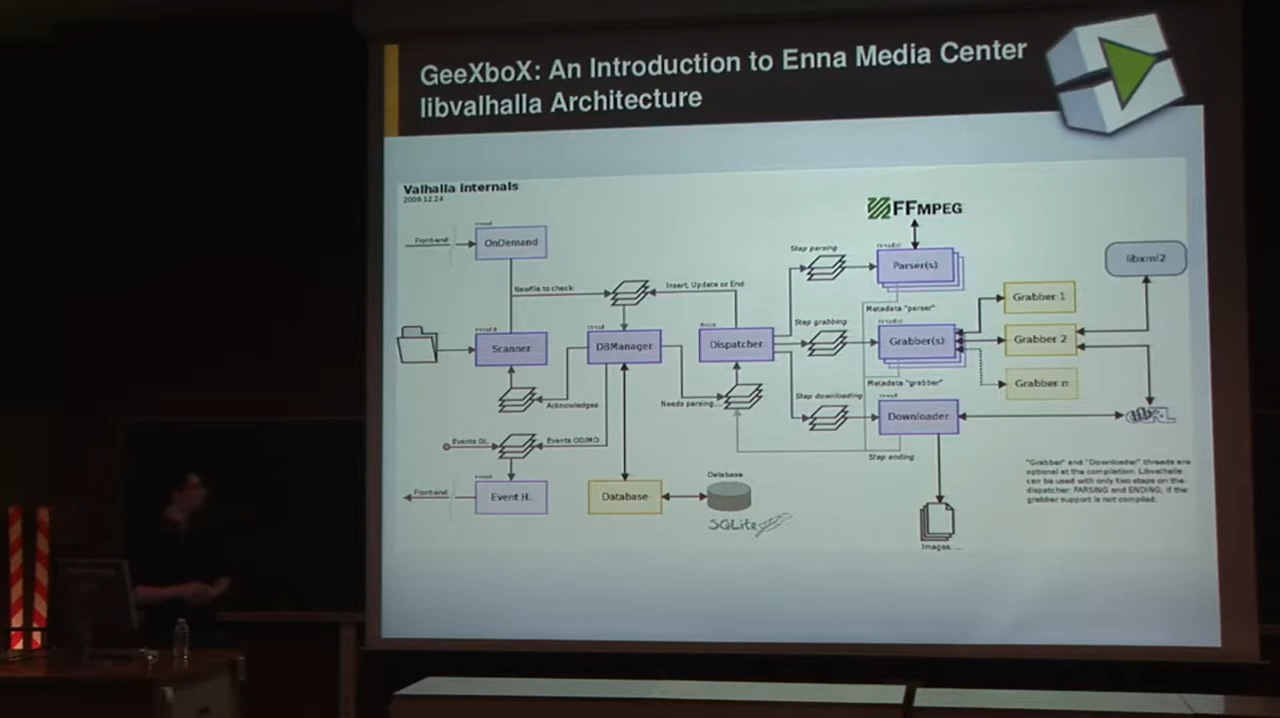 GeeXboX: An Introduction to Enna Media Center
libvalhalla Architecture
Valhalla internals
2009.12.24
FFMPEG
Front-end
OnDemand
Step parsing
Parser(s)
libxml2
Newfile to check
Insert, Update or End
Metadata "parser"
Grabber 1
Step grabbing
Scanner
DBManager
Dispatcher
Grabber(s)
Grabber 2
Metadata "grabber"
Grabber n
Acknowledges
Needs parsing
Step downloading
Downloader
Events GL
Events OD/MD
Step ending
Front-end
Event H.
Database
Database
SQLite
Images
"Grabber" and "Downloader" threads are
optional at the compilation. Libvalhalla
can be used with only two steps on the
dispatcher; PARSING and ENDING; if the
grabber support is not compiled.